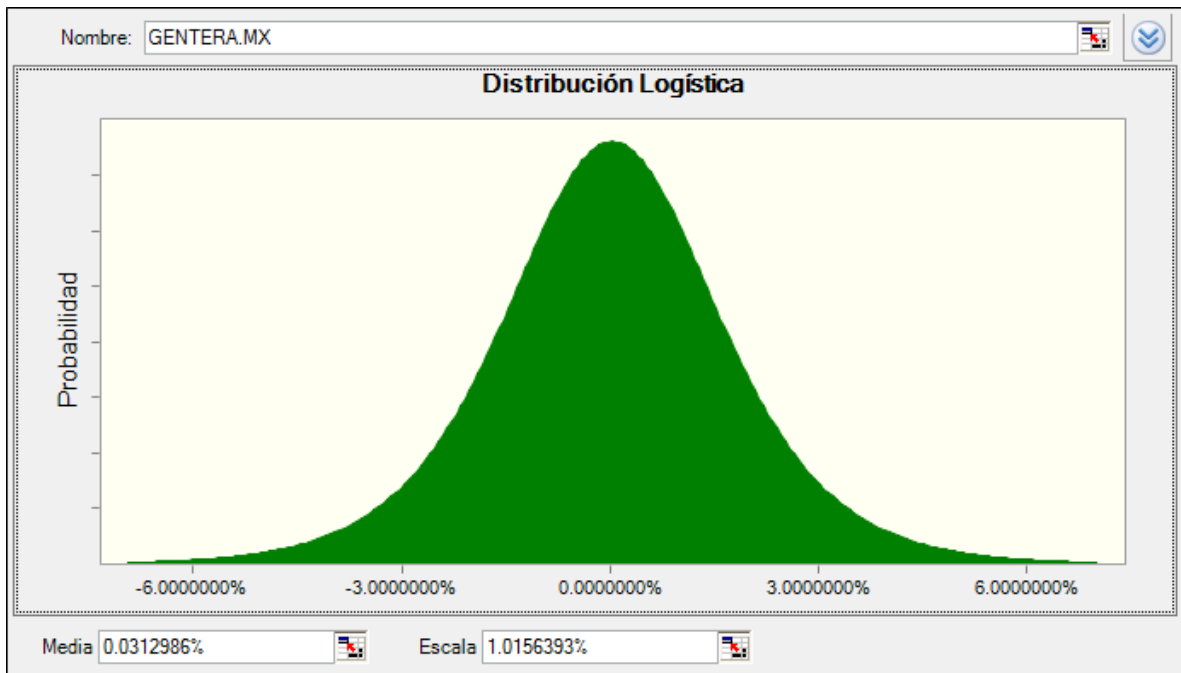 Nombre: GENTERA.MX
Distribución Logística
Probabilidad
-6.0000000% -3.0000000% 0.0000000% 3.0000000% 6.0000000%
Media 0.0312986% Escala 1.0156393%